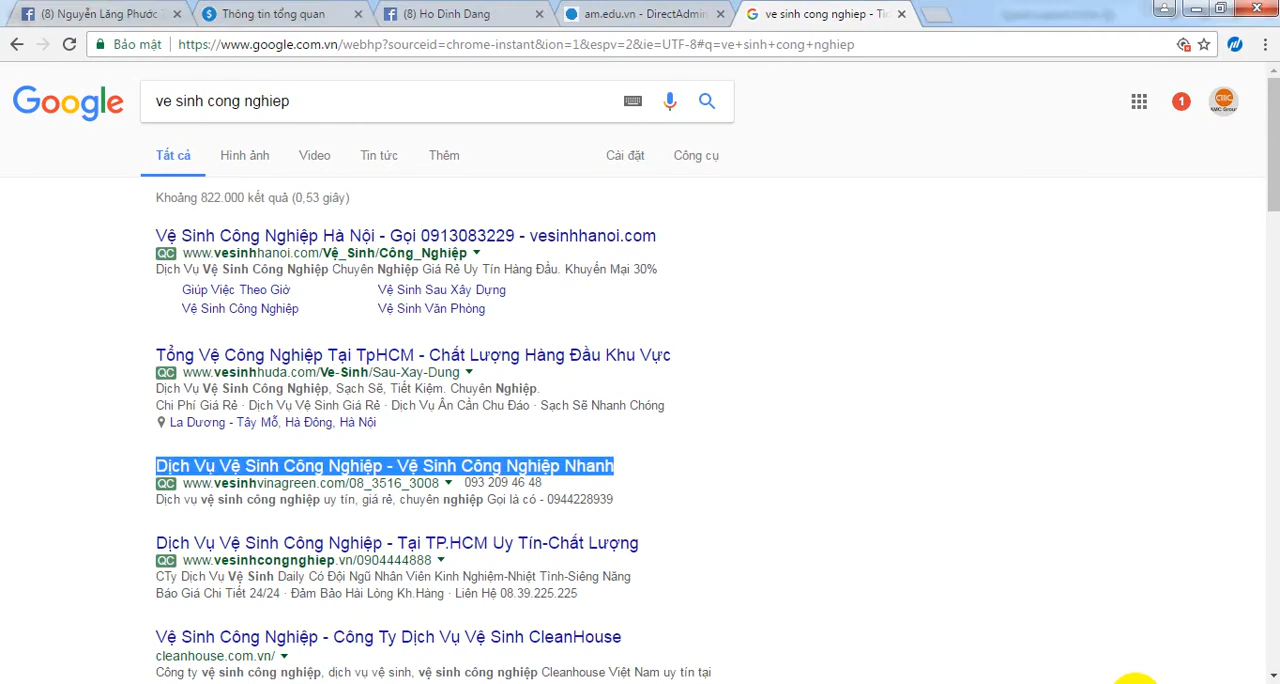 (8) Nguyễn Lăng Phước
Thông tin tổng quan
(8) Ho Dinh Dang
am.edu.vn - DirectAdmin
ve sinh cong nghiep - Tìm
Bảo mật
https://www.google.com.vn/webhp?sourceid=chrome-instant&ion=1&espv=2&ie=UTF-8#q=ve+sinh+cong+nghiep
Google
ve sinh cong nghiep
1
Tất cả
Hình ảnh
Video
Tin tức
Thêm
Cài đặt
Công cụ
Khoảng 822.000 kết quả (0,53 giây)
Vệ Sinh Công Nghiệp Hà Nội - Gọi 0913083229 - vesinhhanoi.com
QC www.vesinhhanoi.com/Vệ_Sinh/Công_Nghiệp
Dịch Vụ Vệ Sinh Công Nghiệp Chuyên Nghiệp Giá Rẻ Uy Tín Hàng Đầu. Khuyến Mại 30%
Giúp Việc Theo Giờ
Vệ Sinh Sau Xây Dựng
Vệ Sinh Công Nghiệp
Vệ Sinh Văn Phòng
Tổng Vệ Công Nghiệp Tại TpHCM - Chất Lượng Hàng Đầu Khu Vực
QC www.vesinhhuda.com/Ve-Sinh/Sau-Xay-Dung
Dịch Vụ Vệ Sinh Công Nghiệp, Sạch Sẽ, Tiết Kiệm. Chuyên Nghiệp.
Chi Phí Giá Rẻ · Dịch Vụ Vệ Sinh Giá Rẻ · Dịch Vụ Ân Cần Chu Đáo · Sạch Sẽ Nhanh Chóng
La Dương - Tây Mỗ, Hà Đông, Hà Nội
Dịch Vụ Vệ Sinh Công Nghiệp - Vệ Sinh Công Nghiệp Nhanh
QC www.vesinhvinagreen.com/08_3516_3008 093 209 46 48
Dịch vụ vệ sinh công nghiệp uy tín, giá rẻ, chuyên nghiệp Gọi là có - 0944228939
Dịch Vụ Vệ Sinh Công Nghiệp - Tại TP.HCM Uy Tín-Chất Lượng
QC www.vesinhcongnghiep.vn/0904444888
CTy Dịch Vụ Vệ Sinh Daily Có Đội Ngũ Nhân Viên Kinh Nghiệm-Nhiệt Tình-Siêng Năng
Báo Giá Chi Tiết 24/24 · Đảm Bảo Hài Lòng Kh.Hàng · Liên Hệ 08.39.225.225
Vệ Sinh Công Nghiệp - Công Ty Dịch Vụ Vệ Sinh CleanHouse
cleanhouse.com.vn/
Công ty vệ sinh công nghiệp, dịch vụ vệ sinh, vệ sinh công nghiệp Cleanhouse Việt Nam uy tín tại